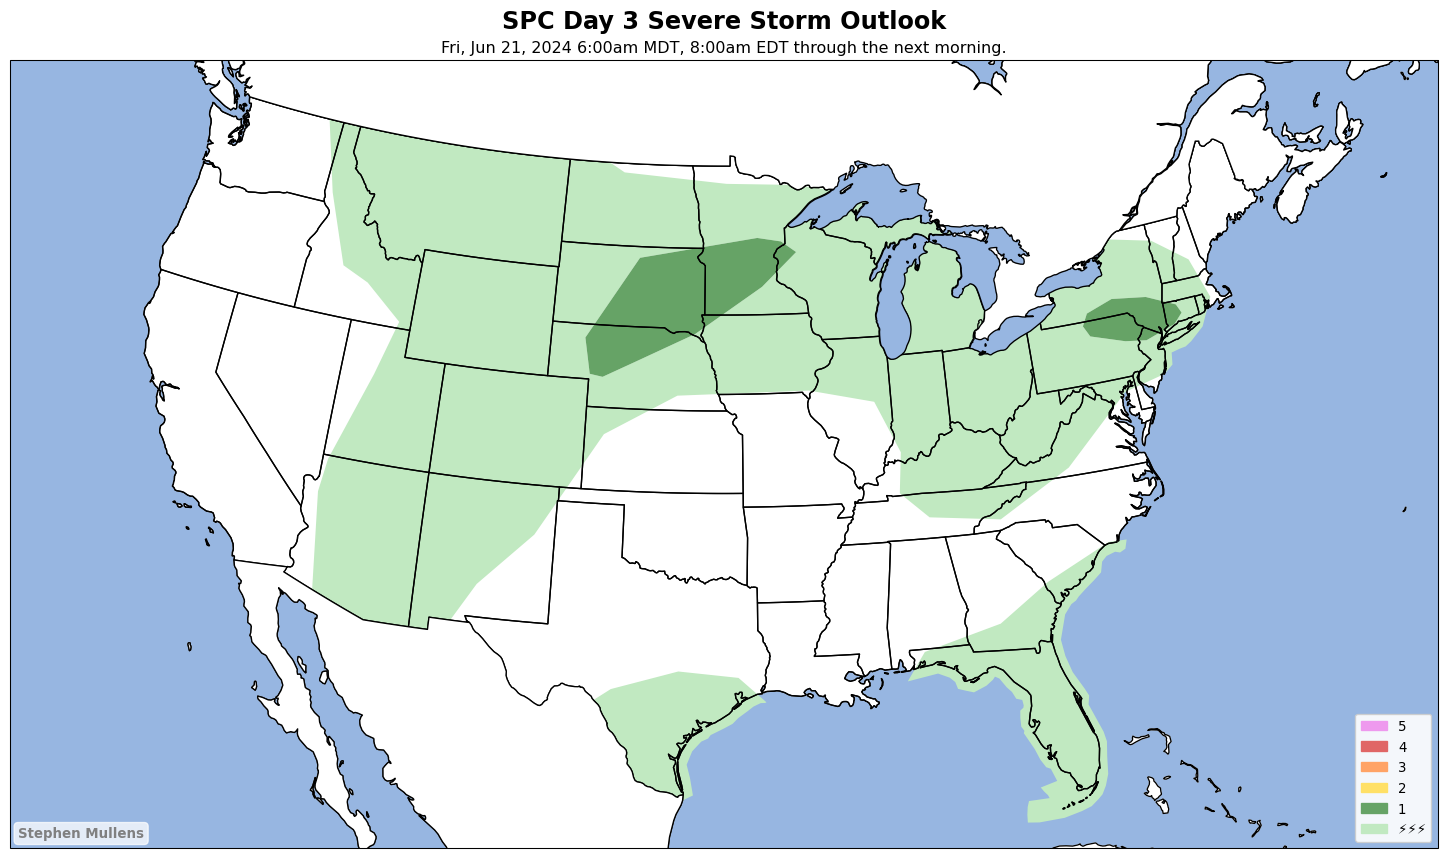 SPC Day 3 Severe Storm Outlook
Fri, Jun 21, 2024 6:00am MDT, 8:00am EDT through the next morning.
5
4
3
2
1
⚡⚡⚡
Stephen Mullens